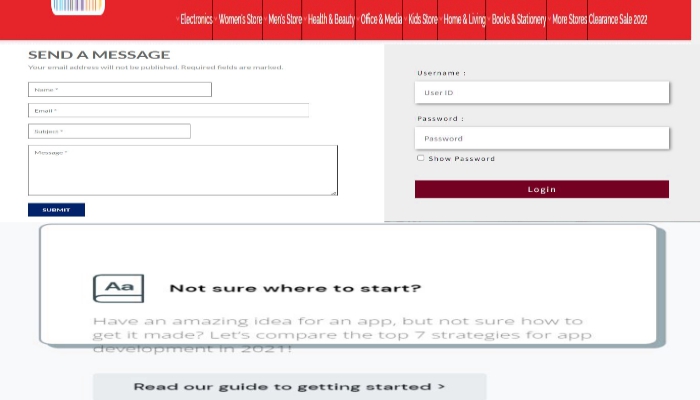 Electronics Women's Store Men's Store Health & Beauty Office & Media Kids Store Home & Living Books & Stationery More Stores Clearance Sale 2022
SEND A MESSAGE
Your email address will not be published. Required fields are marked.
Name *
Email *
Subject *
Message *
SUBMIT
Username :
User ID
Password :
Password
Show Password
Login
Aa
Not sure where to start?
Have an amazing idea for an app, but not sure how to
get it made? Let's compare the top 7 strategies for app
development in 2021!
Read our guide to getting started >